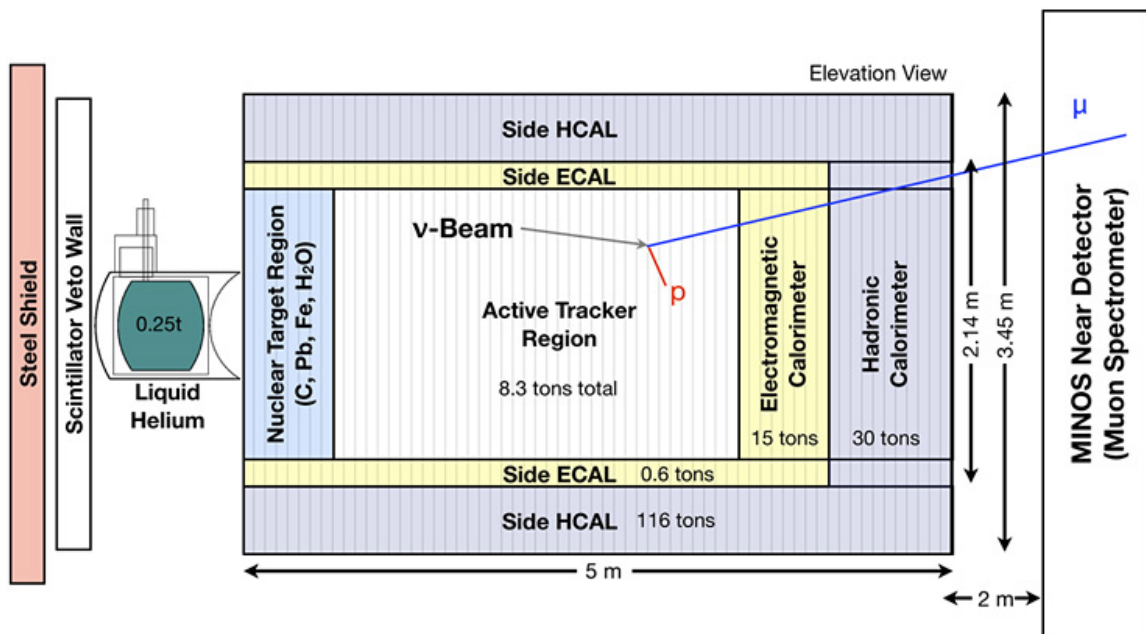 Elevation View
Steel Shield
Scintillator Veto Wall
0.25t
Liquid
Helium
Side HCAL
Side ECAL
Nuclear Target Region
(C, Pb, Fe, H₂O)
ν-Beam
p
μ
Active Tracker
Region
8.3 tons total
Electromagnetic
Calorimeter
15 tons
Hadronic
Calorimeter
30 tons
Side ECAL 0.6 tons
Side HCAL 116 tons
5 m
2 m
2.14 m
3.45 m
MINOS Near Detector
(Muon Spectrometer)